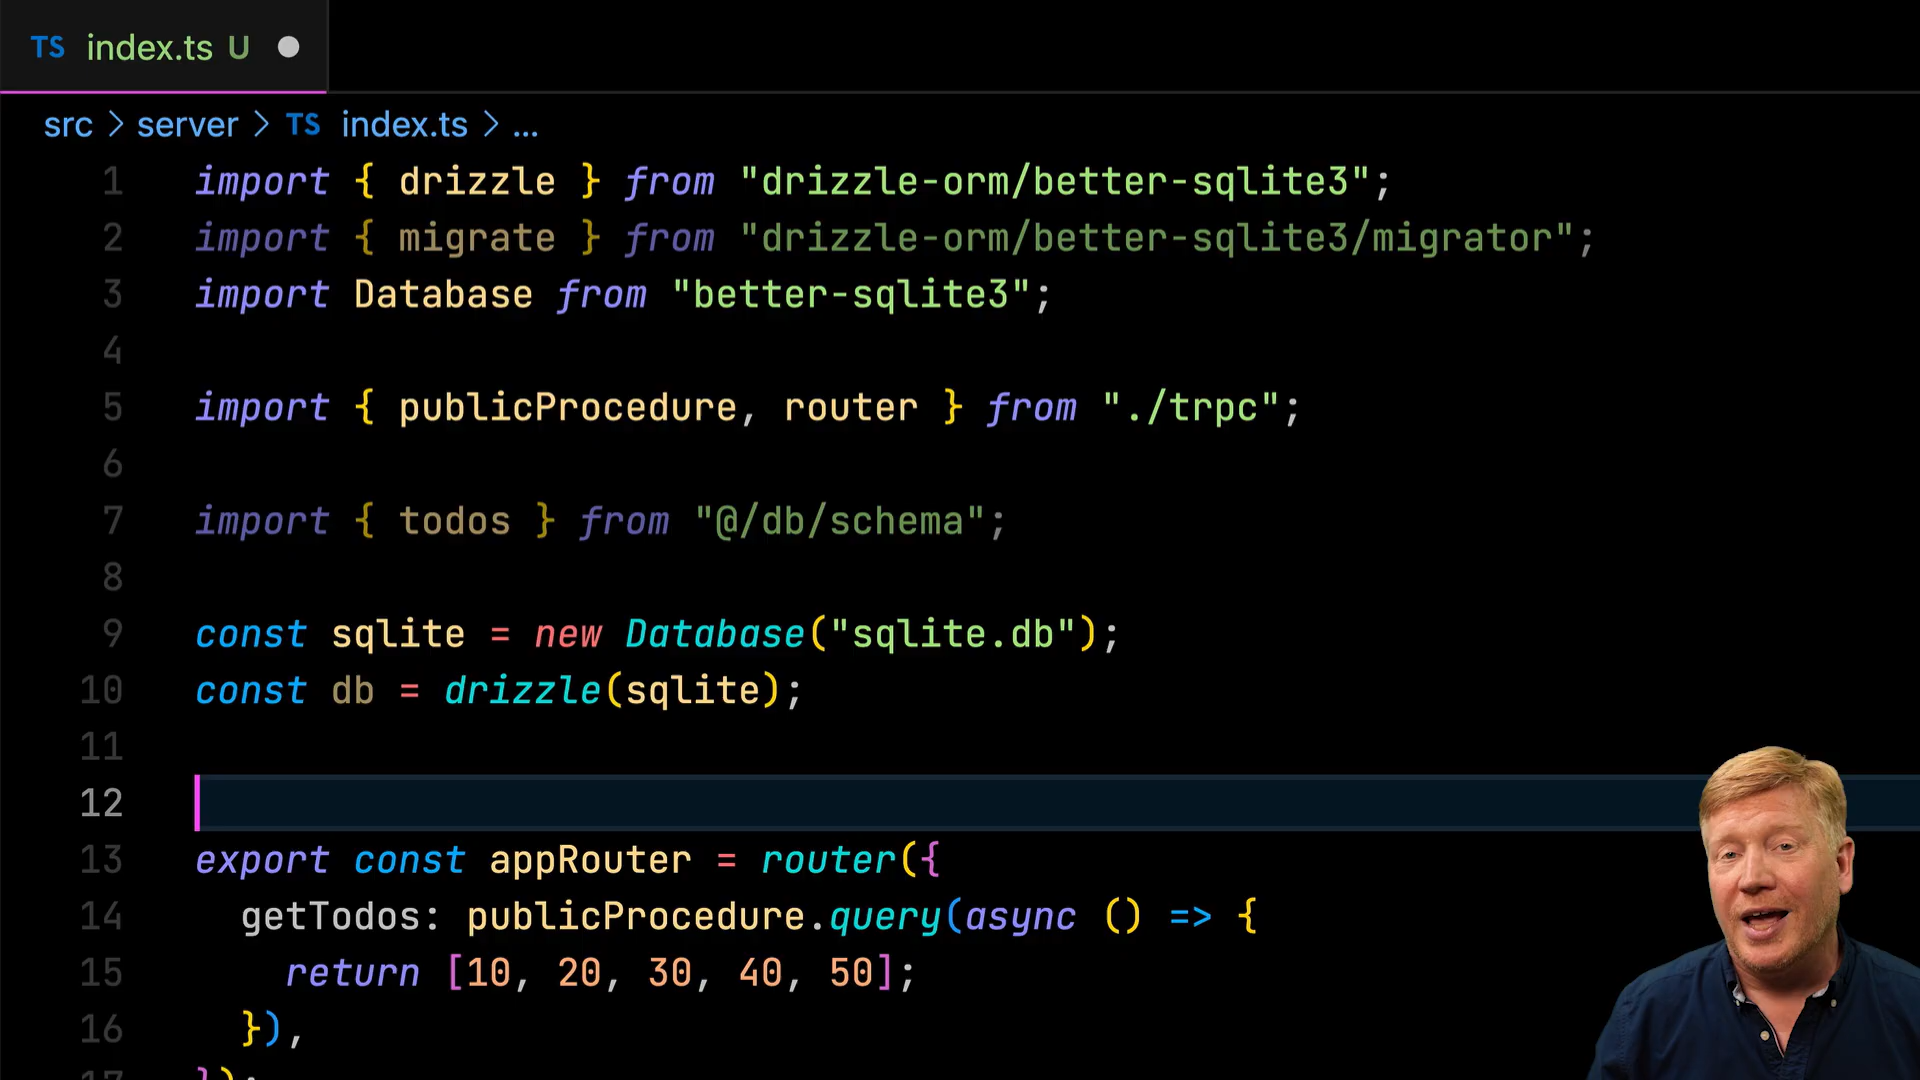 TS index.ts U
src > server > TS index.ts > ...
1 import { drizzle } from "drizzle-orm/better-sqlite3";
2 import { migrate } from "drizzle-orm/better-sqlite3/migrator";
3 import Database from "better-sqlite3";
4
5 import { publicProcedure, router } from "./trpc";
6
7 import { todos } from "@/db/schema";
8
9 const sqlite = new Database("sqlite.db");
10 const db = drizzle(sqlite);
11
12
13 export const appRouter = router({
14 getTodos: publicProcedure.query(async () => {
15 return [10, 20, 30, 40, 50];
16 }),
17 });